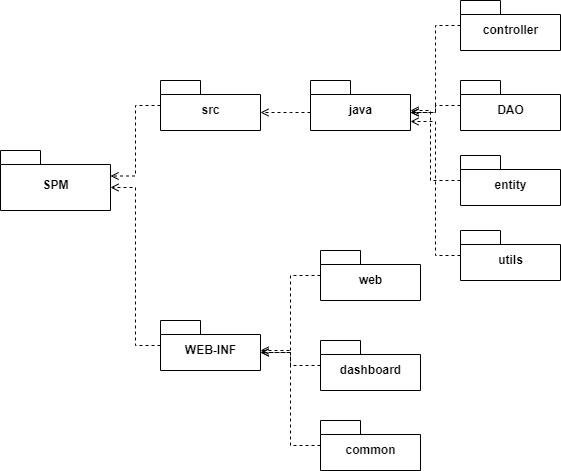 controller
src
java
DAO
SPM
entity
utils
web
WEB-INF
dashboard
common